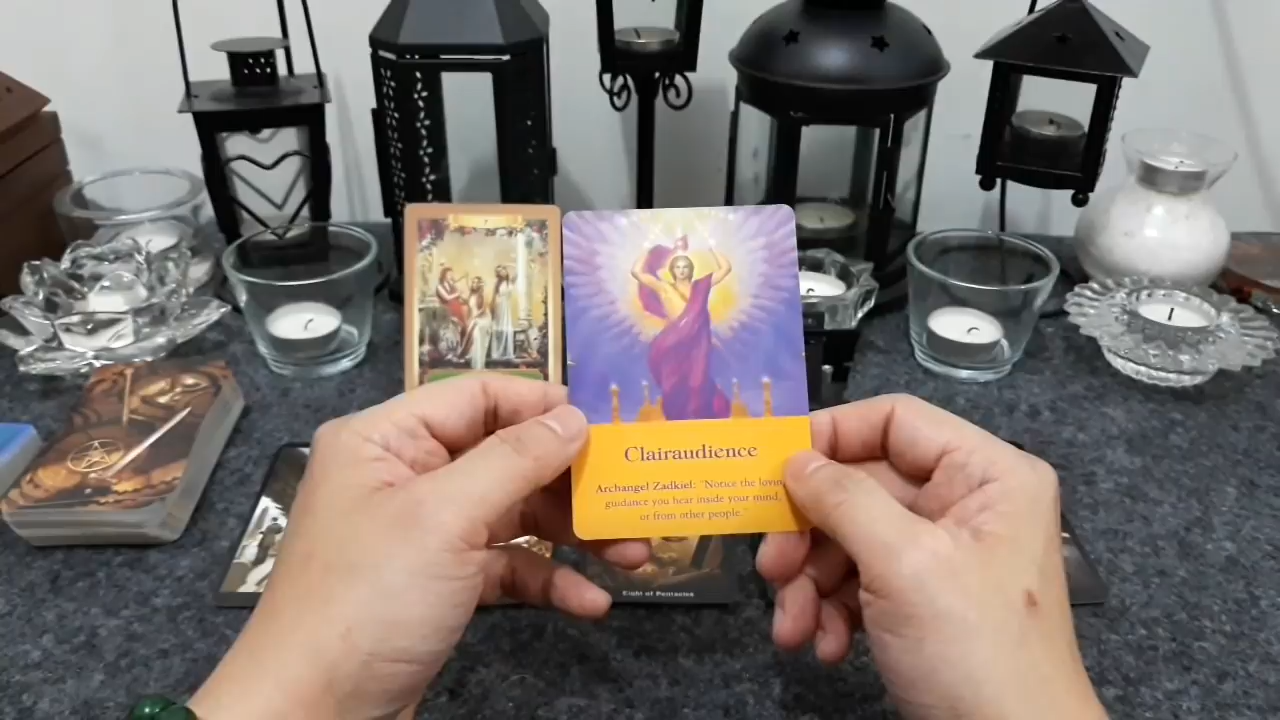 Clairaudience
Archangel Zadkiel: "Notice the lovin
guidance you hear inside your mind,
or from other people."
Eight of Pentacles